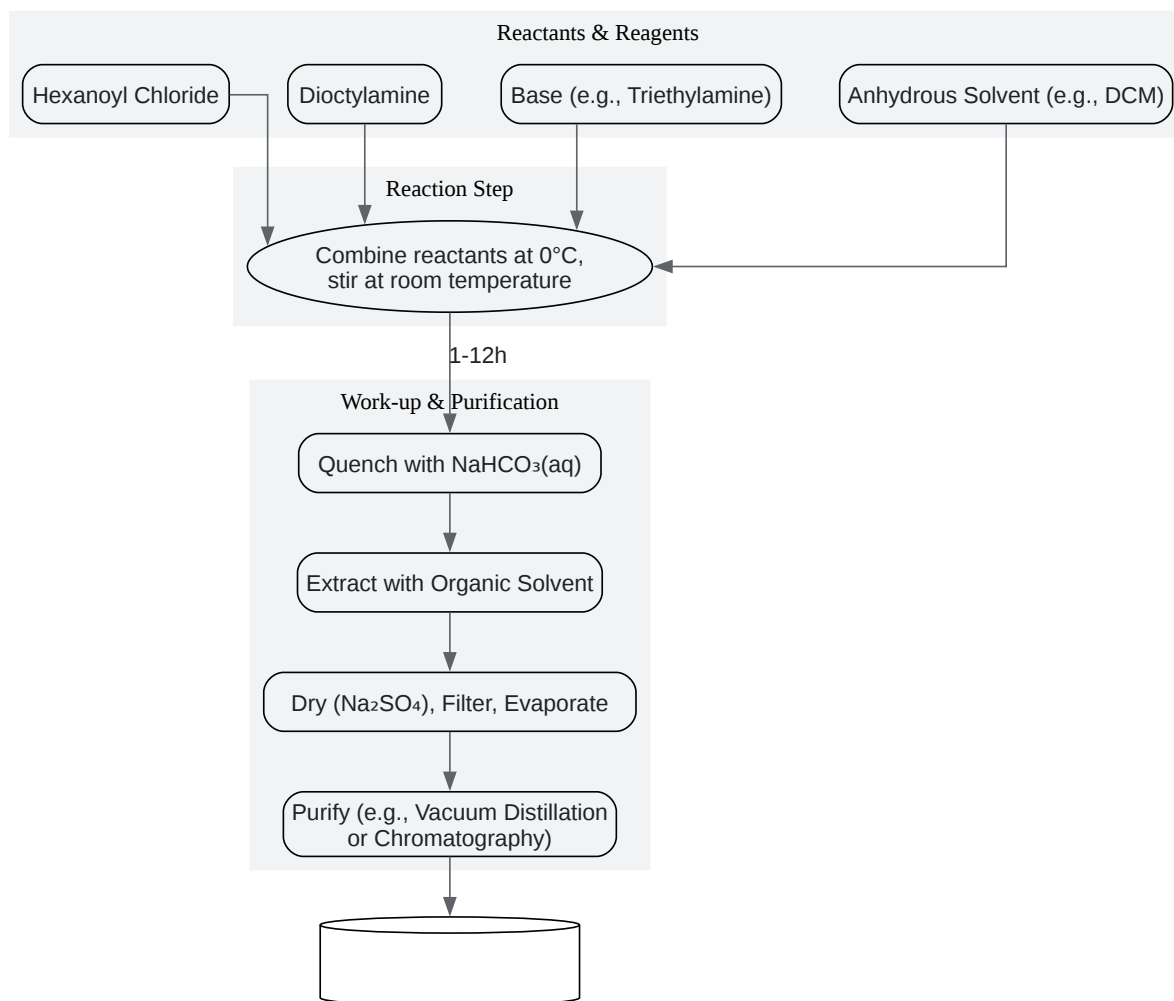 Reactants & Reagents
Hexanoyl Chloride
Dioctylamine
Base (e.g., Triethylamine)
Anhydrous Solvent (e.g., DCM)
Reaction Step
Combine reactants at 0°C,
stir at room temperature
1-12h
Work-up & Purification
Quench with NaHCO₃(aq)
Extract with Organic Solvent
Dry (Na₂SO₄), Filter, Evaporate
Purify (e.g., Vacuum Distillation
or Chromatography)